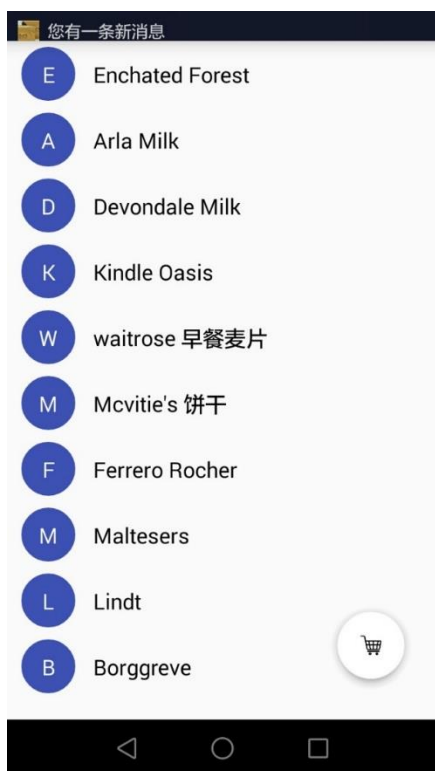 您有一条新消息
E Enchated Forest
A Arla Milk
D Devondale Milk
K Kindle Oasis
W waitrose 早餐麦片
M Mcvitie's 饼干
F Ferrero Rocher
M Maltesers
L Lindt
B Borggreve